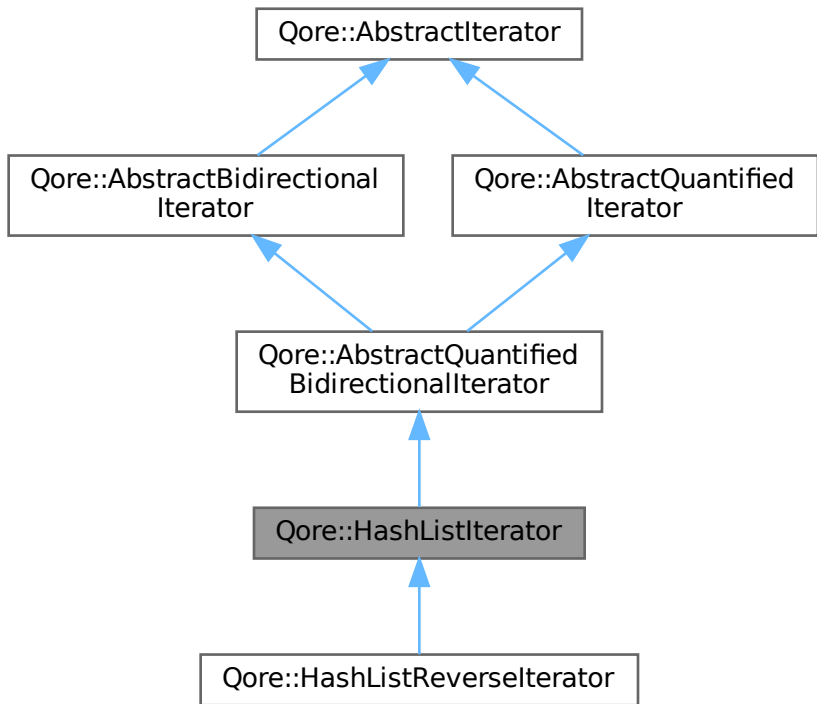 Qore::AbstractIterator
Qore::AbstractBidirectional
Iterator
Qore::AbstractQuantified
Iterator
Qore::AbstractQuantified
BidirectionalIterator
Qore::HashListIterator
Qore::HashListReverseIterator